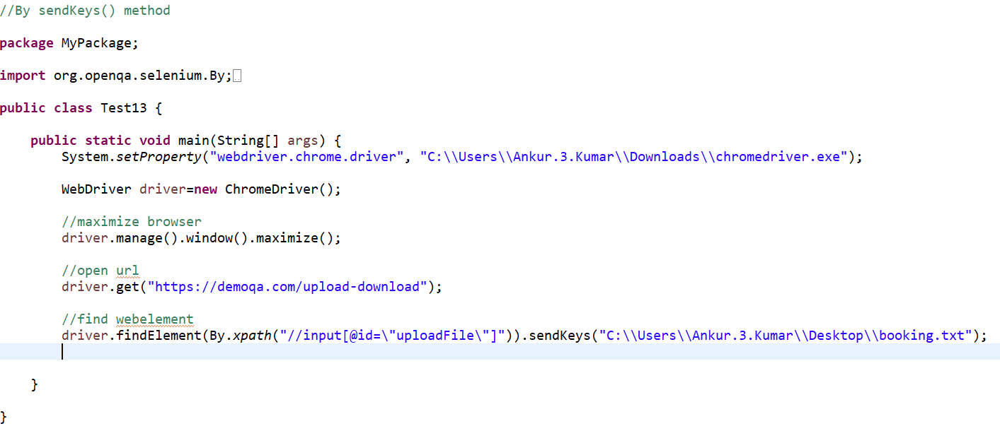 //By sendKeys() method
package MyPackage;
import org.openqa.selenium.By;
public class Test13 {
public static void main(String[] args) {
System.setProperty("webdriver.chrome.driver", "C:\\Users\\Ankur.3.Kumar\\Downloads\\chromedriver.exe");
WebDriver driver=new ChromeDriver();
//maximize browser
driver.manage().window().maximize();
//open url
driver.get("https://demoqa.com/upload-download");
//find webelement
driver.findElement(By.xpath("//input[@id=\"uploadFile\"]")).sendKeys("C:\\Users\\Ankur.3.Kumar\\Desktop\\booking.txt");
}
}